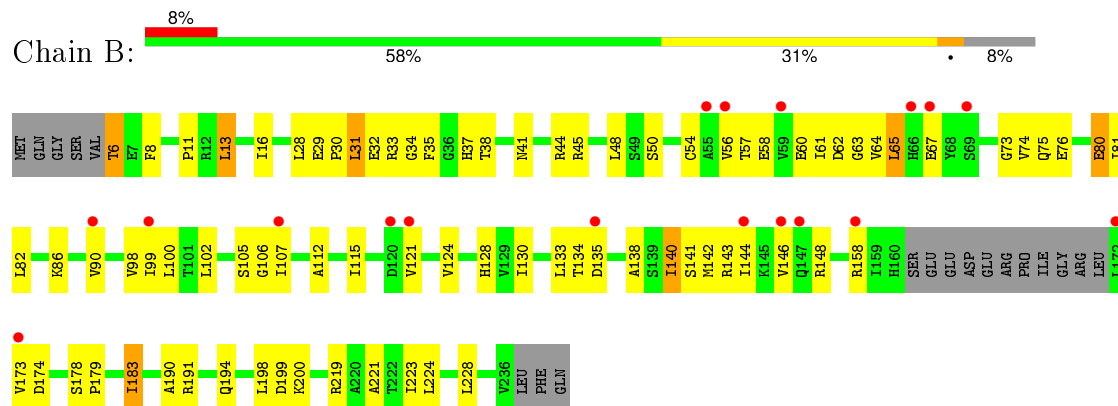 8%
Chain B:
58% 31% • 8%
MET GLN GLY SER VAL T6 E7 F8 P11 R12 L13 I16 L28 E29 P30 L31 E32 R33 G34 F35 G36 H37 T38 N41 R44 R45 L48 S49 S50 C54 A55 V56 T57 E58 V59 E60 I61 D62 G63 V64 L65 H66 E67 Y68 S69 G73 V74 Q75 E76 E80 I81
L82 K86 V90 V98 I99 L100 T101 L102 S105 G106 I107 A112 I115 D120 V121 V124 H128 V129 I130 L133 T134 D135 A138 S139 I140 S141 M142 R143 I144 K145 V146 Q147 R148 R158 I159 H160 SER GLU GLU ASP GLU ARG PRO ILE GLY ARG LEU L172
V173 D174 S178 P179 I183 A190 R191 Q194 L198 D199 K200 R219 A220 A221 T222 I223 L224 L228 V236 LEU PHE GLN